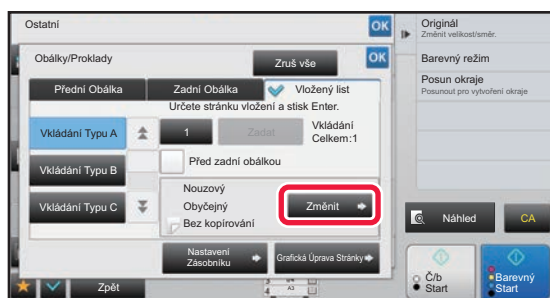 Ostatní
OK
Obálky/Proklady
Zruš vše
OK
Přední Obálka
Zadní Obálka
Vložený list
Určete stránku vložení a stisk Enter.
Vkládání Typu A
1
Zadat
Vkládání
Celkem:1
Před zadní obálkou
Vkládání Typu B
Nouzový
Obyčejný
Bez kopírování
Změnit
Vkládání Typu C
Nastavení
Zásobníku
Grafická Úprava Stránky
Zpět
4
A3
Originál
Změnit velikost/směr.
Barevný režim
Posun okraje
Posunout pro vytvoření okraje
Náhled
CA
Č/b
Start
Barevný
Start